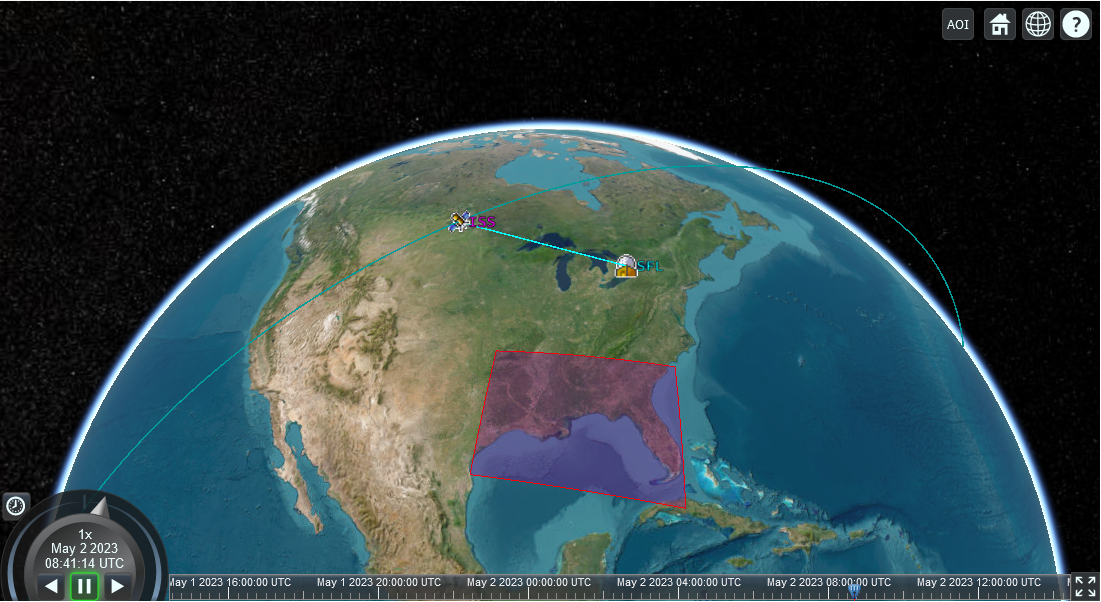 AOI
?
ISS
SFL
1x
May 2 2023
08:41:14 UTC
May 1 2023 16:00:00 UTC
May 1 2023 20:00:00 UTC
May 2 2023 00:00:00 UTC
May 2 2023 04:00:00 UTC
May 2 2023 08:00:00 UTC
May 2 2023 12:00:00 UTC